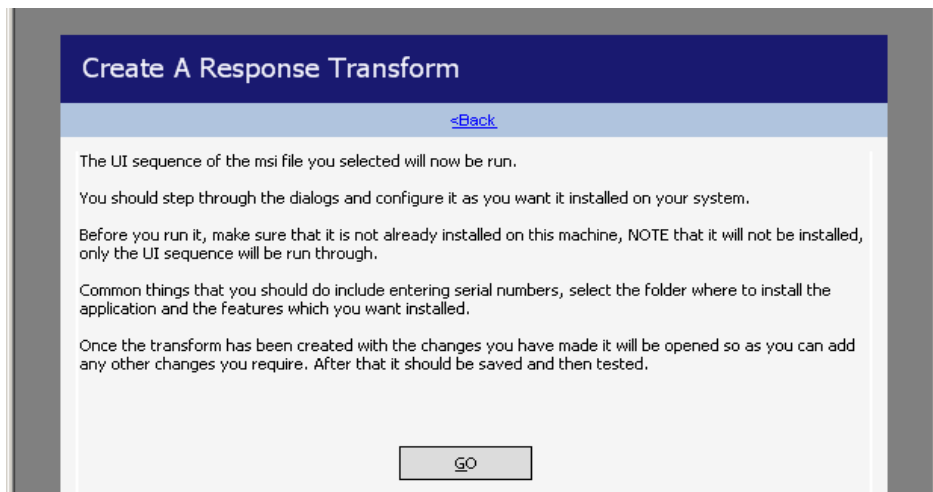 Create A Response Transform
<Back
The UI sequence of the msi file you selected will now be run.
You should step through the dialogs and configure it as you want it installed on your system.
Before you run it, make sure that it is not already installed on this machine, NOTE that it will not be installed,
only the UI sequence will be run through.
Common things that you should do include entering serial numbers, select the folder where to install the
application and the features which you want installed.
Once the transform has been created with the changes you have made it will be opened so as you can add
any other changes you require. After that it should be saved and then tested.
GO